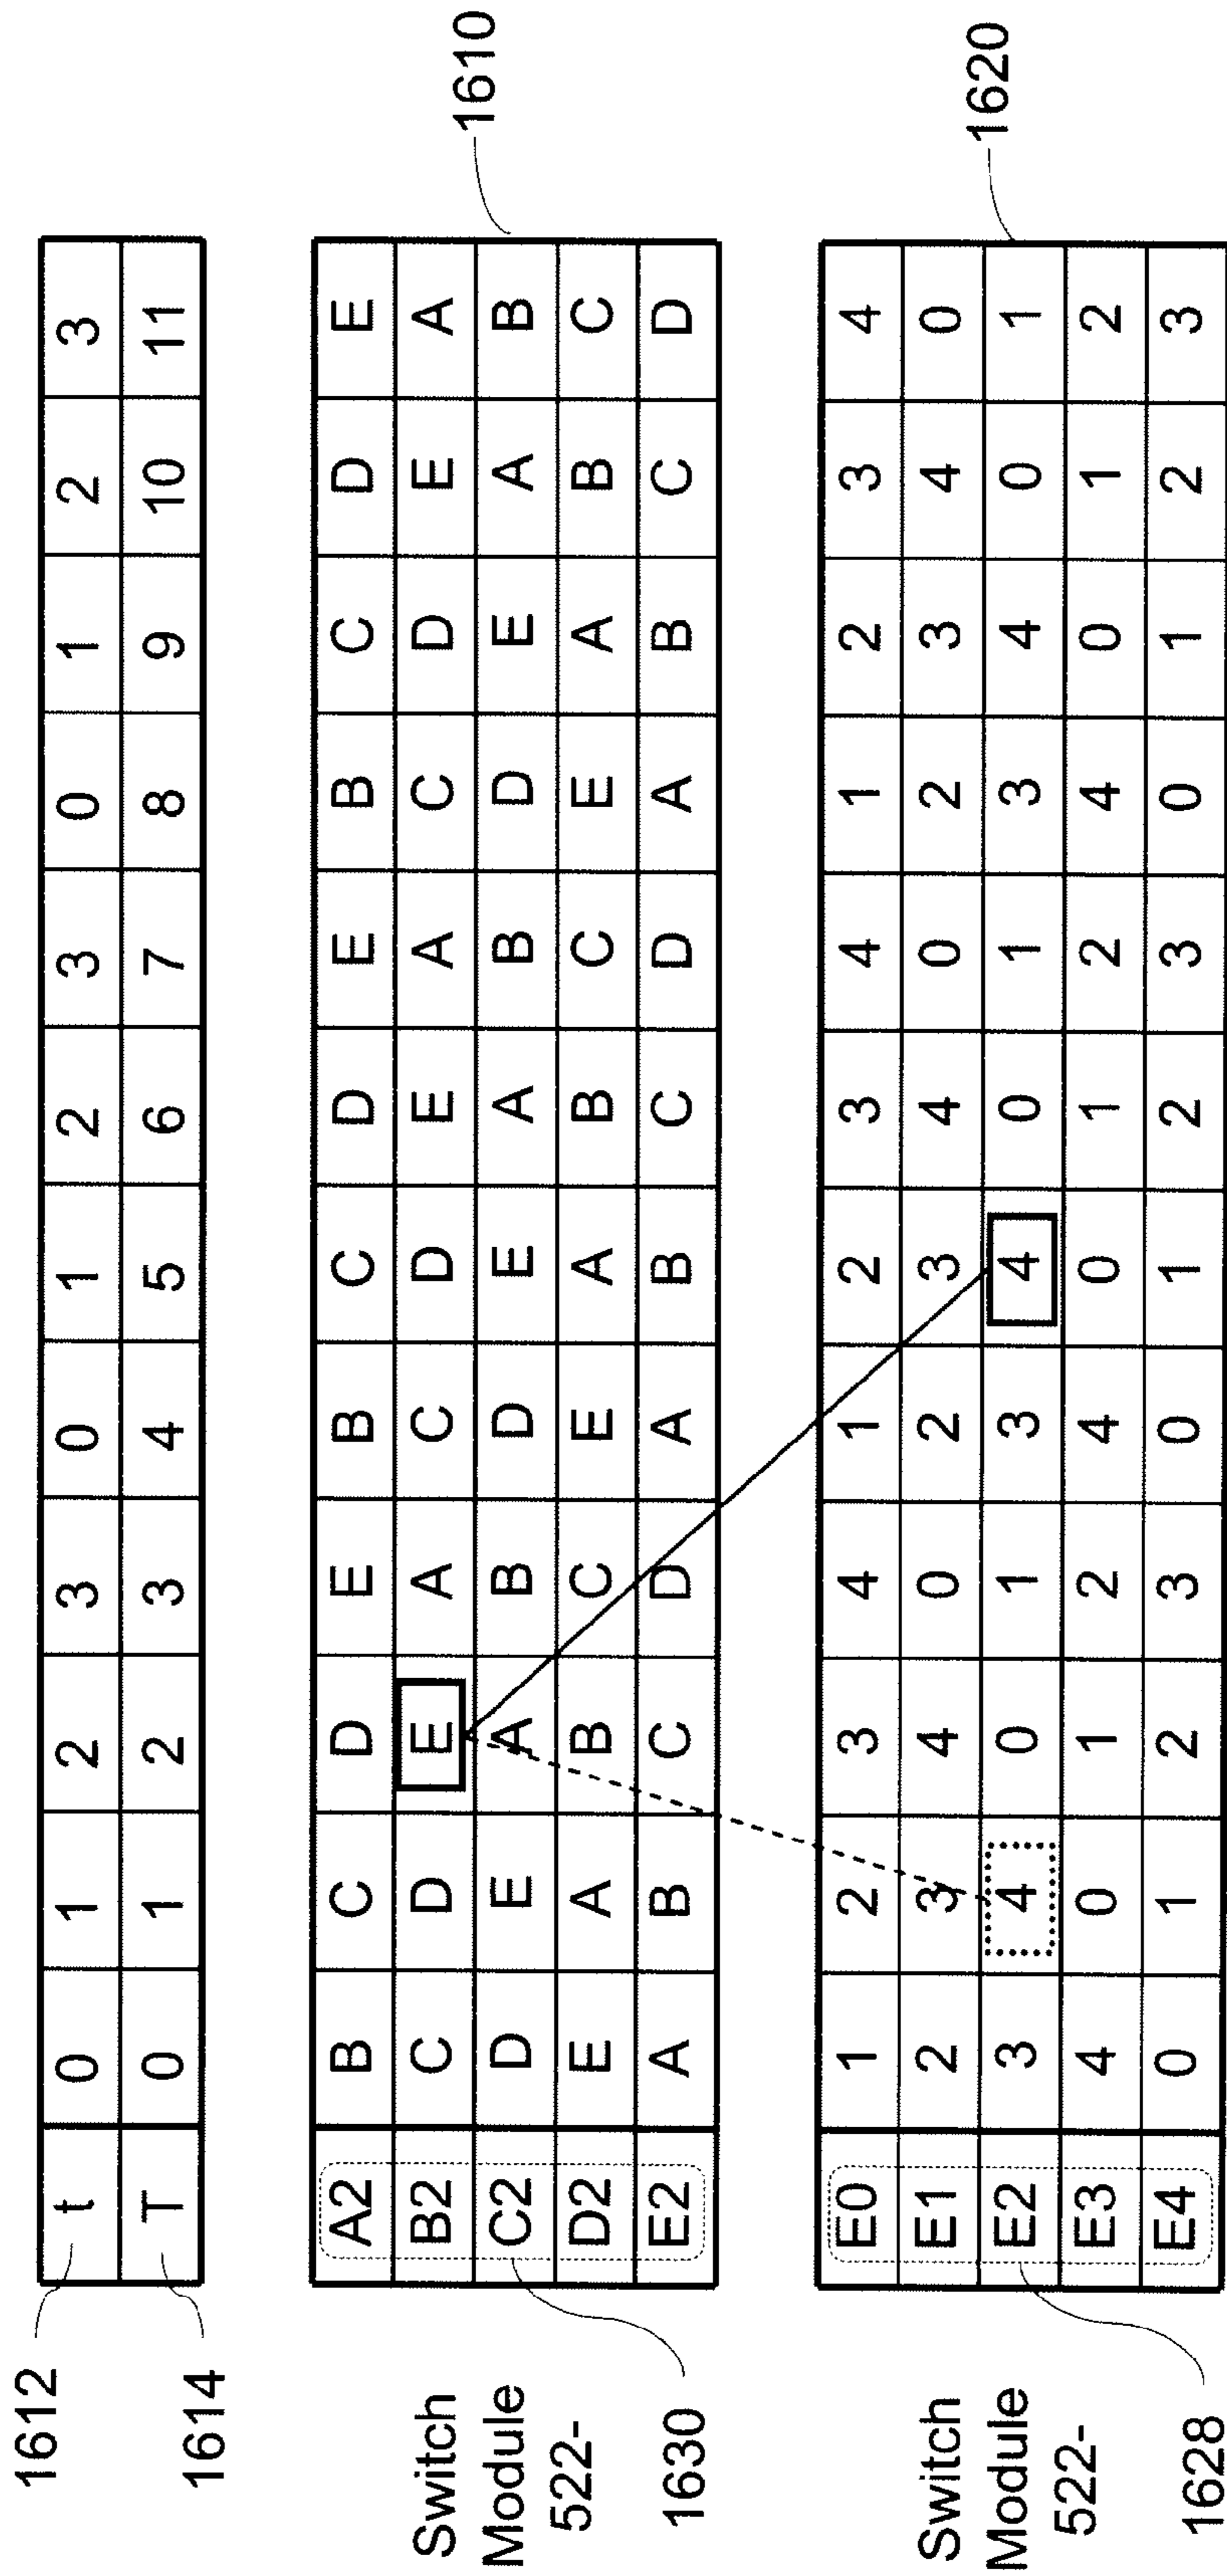 1612
t 0 1 2 3 0 1 2 3 0 1 2 3
T 0 1 2 3 4 5 6 7 8 9 10 11
1614
1610
Switch
Module
522-
1630
A2 B C D E B C D E B C D E
B2 C D E A C D E A C D E A
C2 D E A B D E A B D E A B
D2 E A B C E A B C E A B C
E2 A B C D A B C D A B C D
1620
Switch
Module
522-
1628
E0 1 2 3 4 1 2 3 4 1 2 3 4
E1 2 3 4 0 2 3 4 0 2 3 4 0
E2 3 4 0 1 3 4 0 1 3 4 0 1
E3 4 0 1 2 4 0 1 2 4 0 1 2
E4 0 1 2 3 0 1 2 3 0 1 2 3